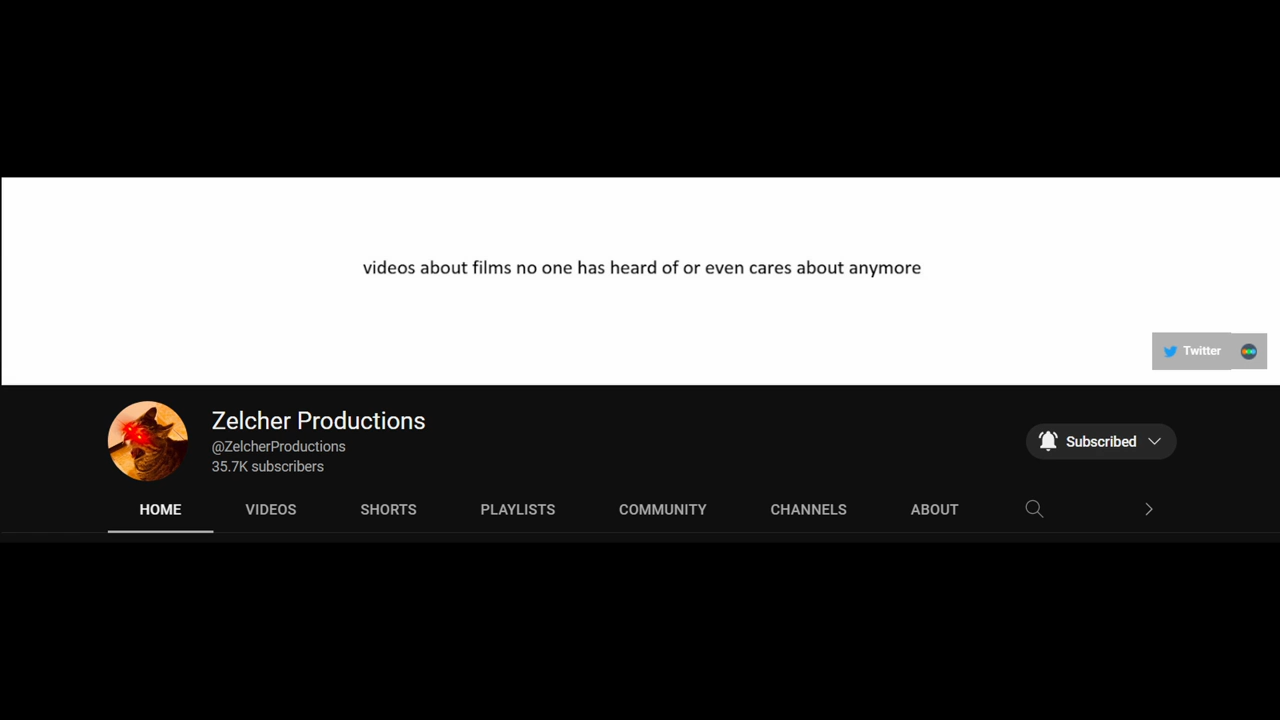 videos about films no one has heard of or even cares about anymore
Twitter
Zelcher Productions
@ZelcherProductions
35.7K subscribers
Subscribed
HOME VIDEOS SHORTS PLAYLISTS COMMUNITY CHANNELS ABOUT